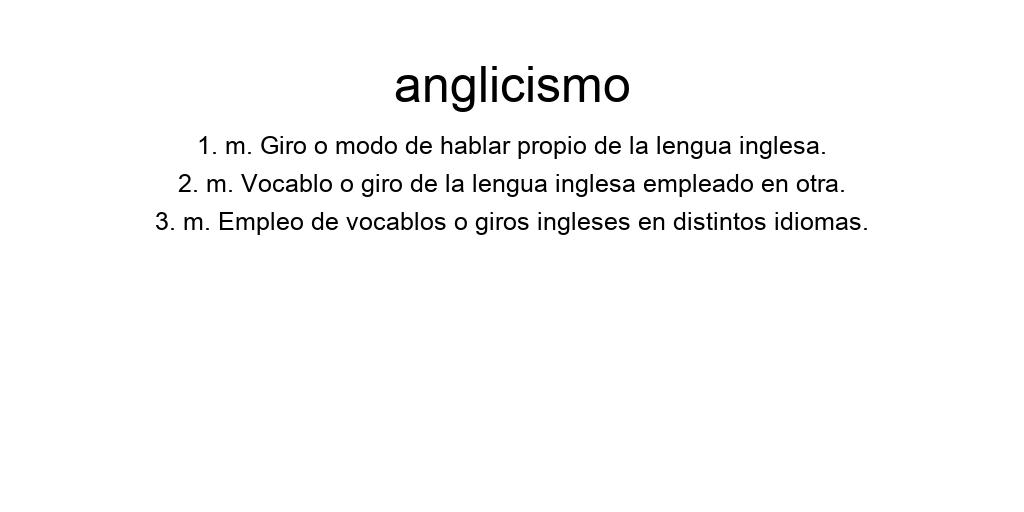 anglicismo
1. m. Giro o modo de hablar propio de la lengua inglesa.
2. m. Vocablo o giro de la lengua inglesa empleado en otra.
3. m. Empleo de vocablos o giros ingleses en distintos idiomas.